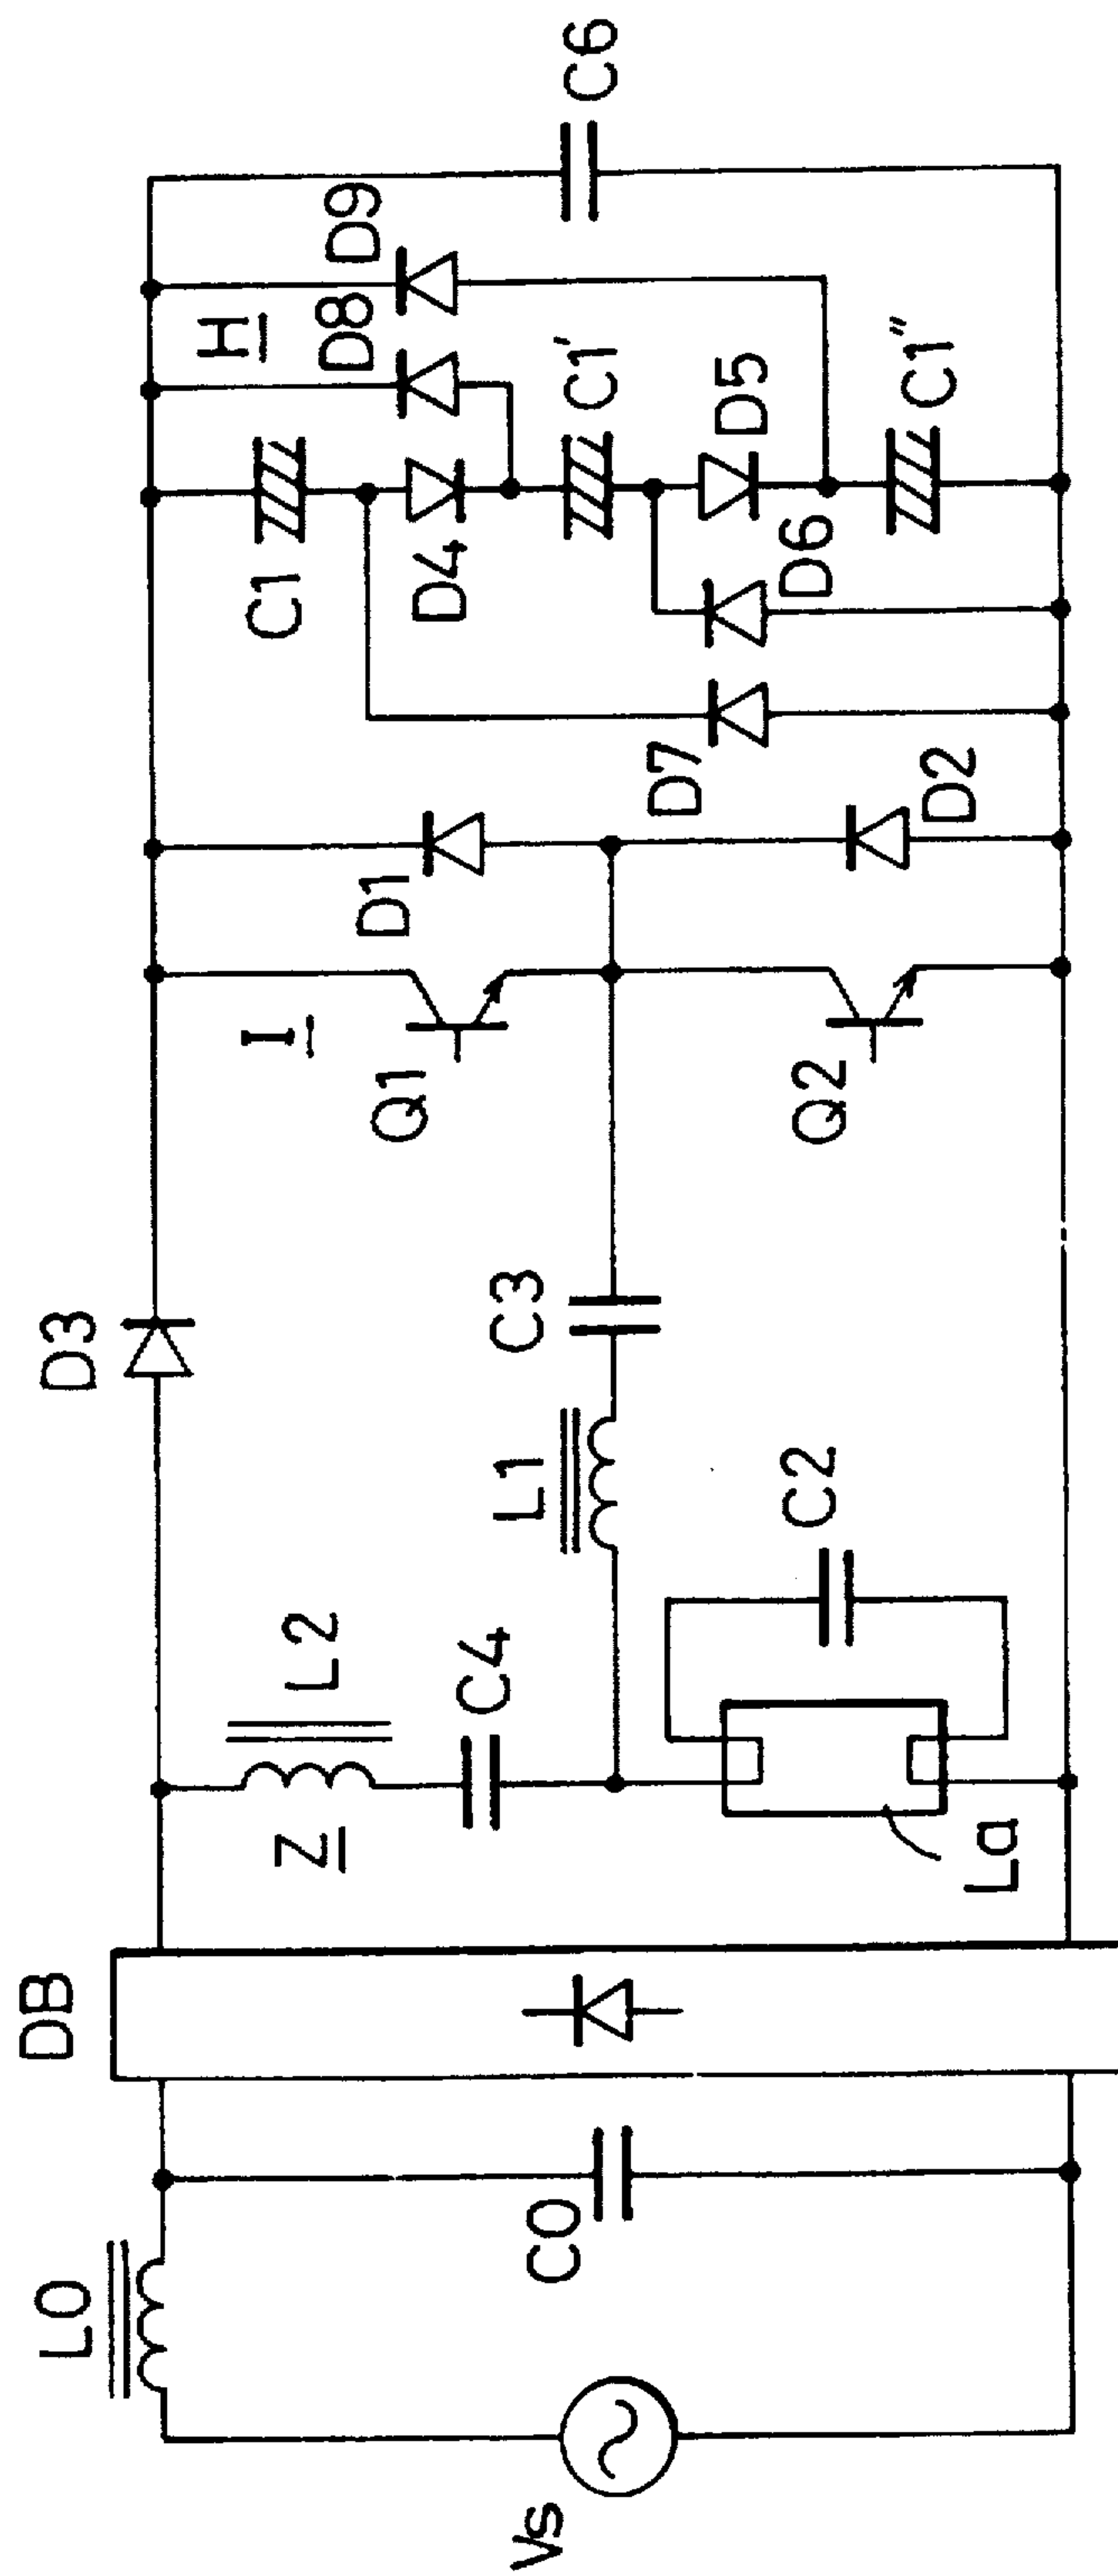 Vs
L0
C0
DB
Z
L2
C4
La
C2
L1
C3
D3
I
Q1
Q2
D1
D2
D7
D6
C1
D4
C1'
D5
C1"
H
D8
D9
C6